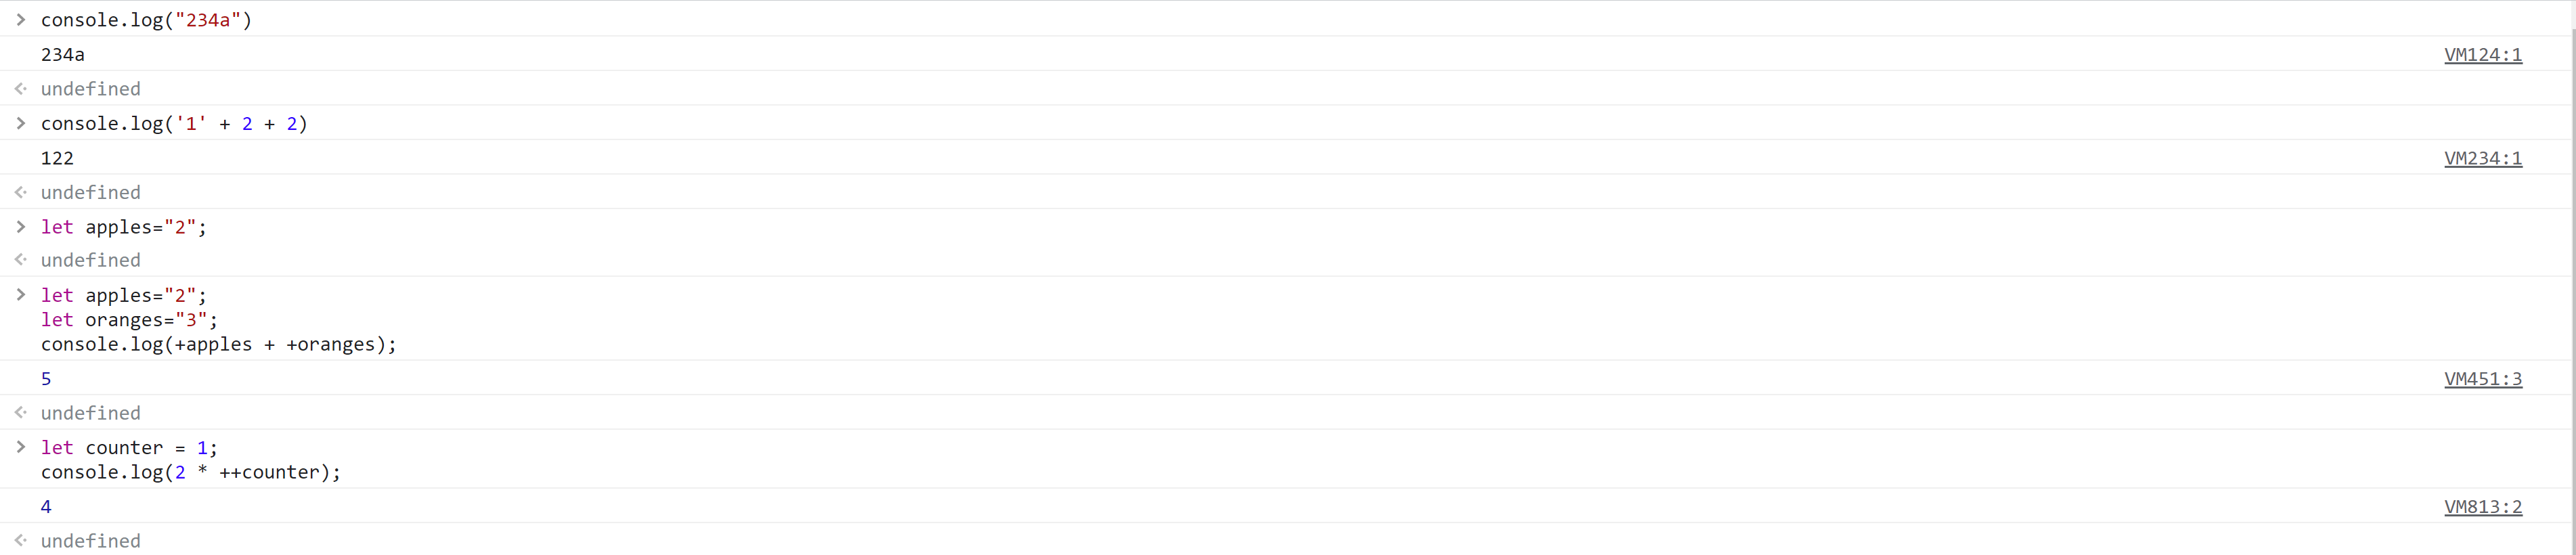 console.log("234a")
234a VM124:1
undefined
console.log('1' + 2 + 2)
122 VM234:1
undefined
let apples="2";
undefined
let apples="2";
let oranges="3";
console.log(+apples + +oranges);
5 VM451:3
undefined
let counter = 1;
console.log(2 * ++counter);
4 VM813:2
undefined